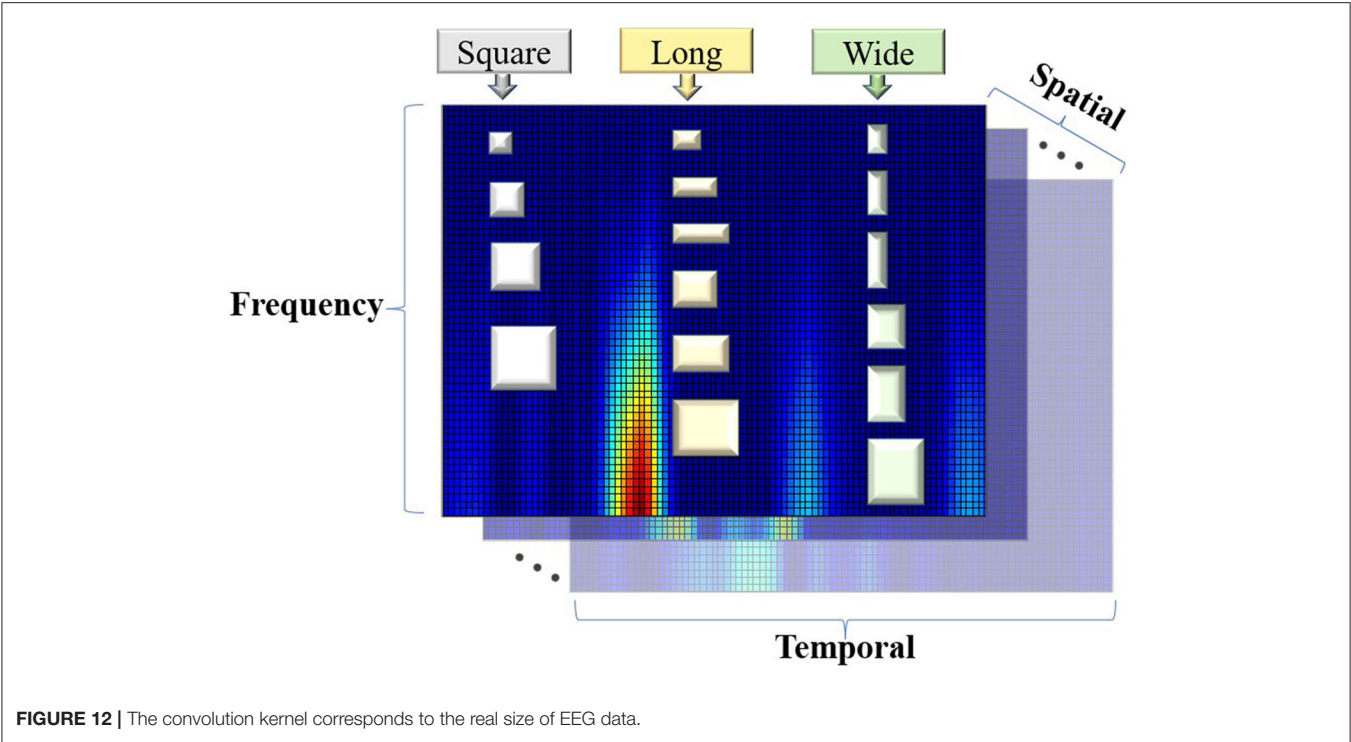 Square
Long
Wide
Spatial
Frequency
Temporal
FIGURE 12 | The convolution kernel corresponds to the real size of EEG data.